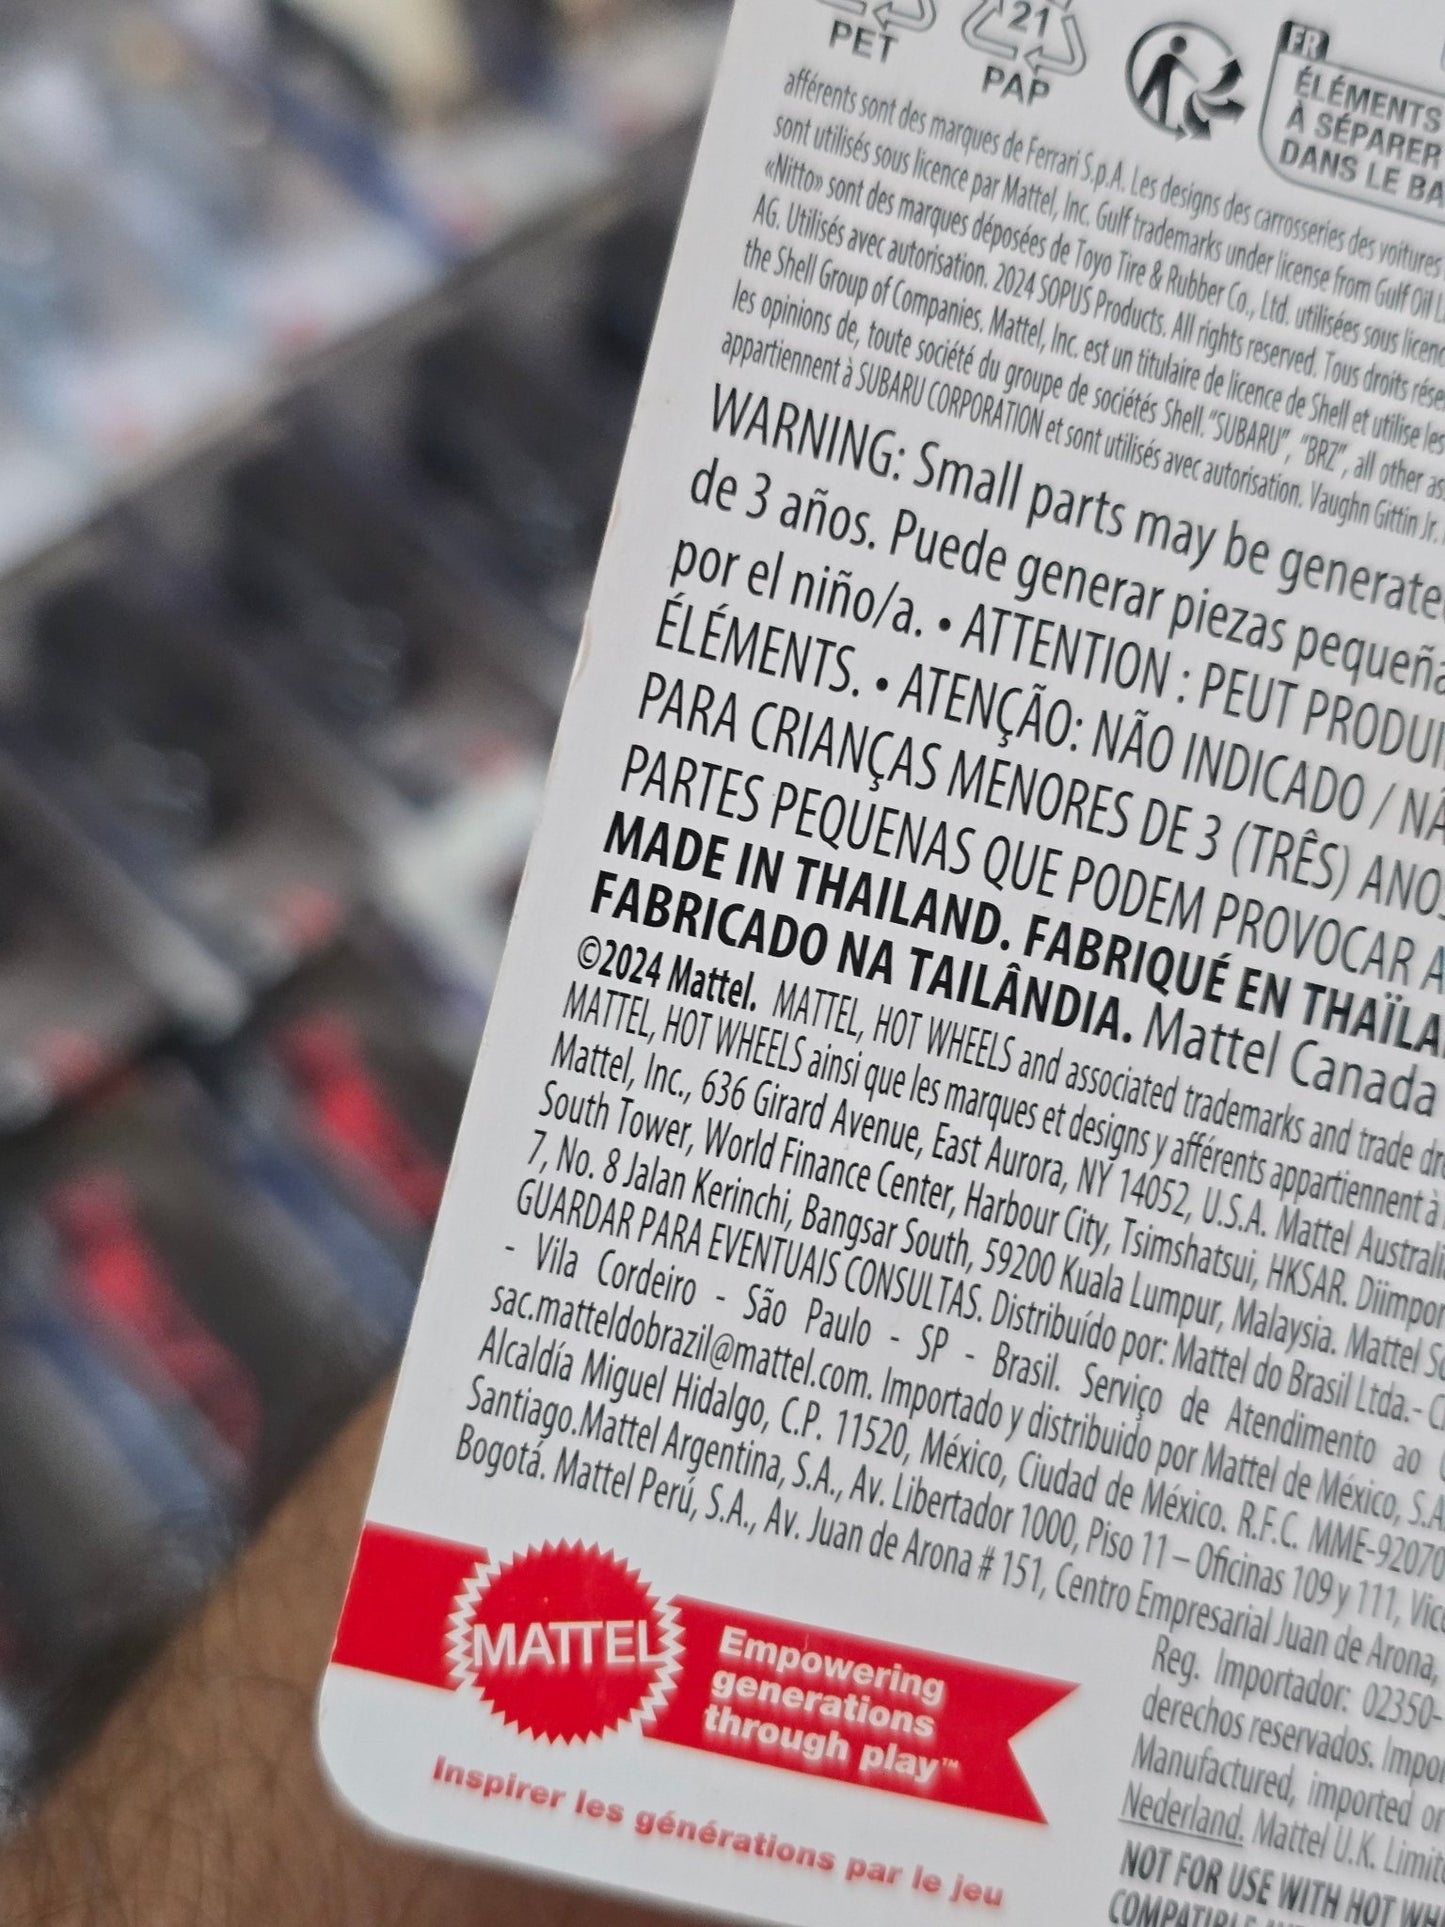 PET
21
PAP
FR
ÉLÉMENTS
À SÉPARER
DANS LE BA
afférents sont des marques de Ferrari S.p.A. Les designs des carrosseries des voitures
sont utilisés sous licence par Mattel, Inc. Gulf trademarks under license from Gulf Oil L
«Nitto» sont des marques déposées de Toyo Tire & Rubber Co., Ltd. utilisées sous licenc
AG. Utilisés avec autorisation. 2024 SOPUS Products. All rights reserved. Tous droits rése
the Shell Group of Companies. Mattel, Inc. est un titulaire de licence de Shell et utilise les
les opinions de, toute société du groupe de sociétés Shell. "SUBARU", "BRZ", all other as
appartiennent à SUBARU CORPORATION et sont utilisés avec autorisation. Vaughn Gittin Jr.
WARNING: Small parts may be generate
de 3 años. Puede generar piezas pequeña
por el niño/a. • ATTENTION : PEUT PRODUI
ÉLÉMENTS. • ATENÇÃO: NÃO INDICADO / NÃ
PARA CRIANÇAS MENORES DE 3 (TRÊS) ANOS
PARTES PEQUENAS QUE PODEM PROVOCAR A
MADE IN THAILAND. FABRIQUÉ EN THAÏLA
FABRICADO NA TAILÂNDIA. Mattel Canada
©2024 Mattel. MATTEL, HOT WHEELS and associated trademarks and trade dre
MATTEL, HOT WHEELS ainsi que les marques et designs y afférents appartiennent à
Mattel, Inc., 636 Girard Avenue, East Aurora, NY 14052, U.S.A. Mattel Australi
South Tower, World Finance Center, Harbour City, Tsimshatsui, HKSAR. Diimpor
7, No. 8 Jalan Kerinchi, Bangsar South, 59200 Kuala Lumpur, Malaysia. Mattel So
GUARDAR PARA EVENTUAIS CONSULTAS. Distribuído por: Mattel do Brasil Ltda.- C
- Vila Cordeiro - São Paulo - SP - Brasil. Serviço de Atendimento ao
sac.matteldobrazil@mattel.com. Importado y distribuido por Mattel de México, S.A
Alcaldía Miguel Hidalgo, C.P. 11520, México, Ciudad de México. R.F.C. MME-92070
Santiago.Mattel Argentina, S.A., Av. Libertador 1000, Piso 11 – Oficinas 109 y 111, Vice
Bogotá. Mattel Perú, S.A., Av. Juan de Arona # 151, Centro Empresarial Juan de Arona,
Reg. Importador: 02350-
derechos reservados. Impor
Manufactured, imported or
Nederland. Mattel U.K. Limite
NOT FOR USE WITH HOT WH
COMPATIBLE
MATTEL
Empowering
generations
through play™
Inspirer les générations par le jeu